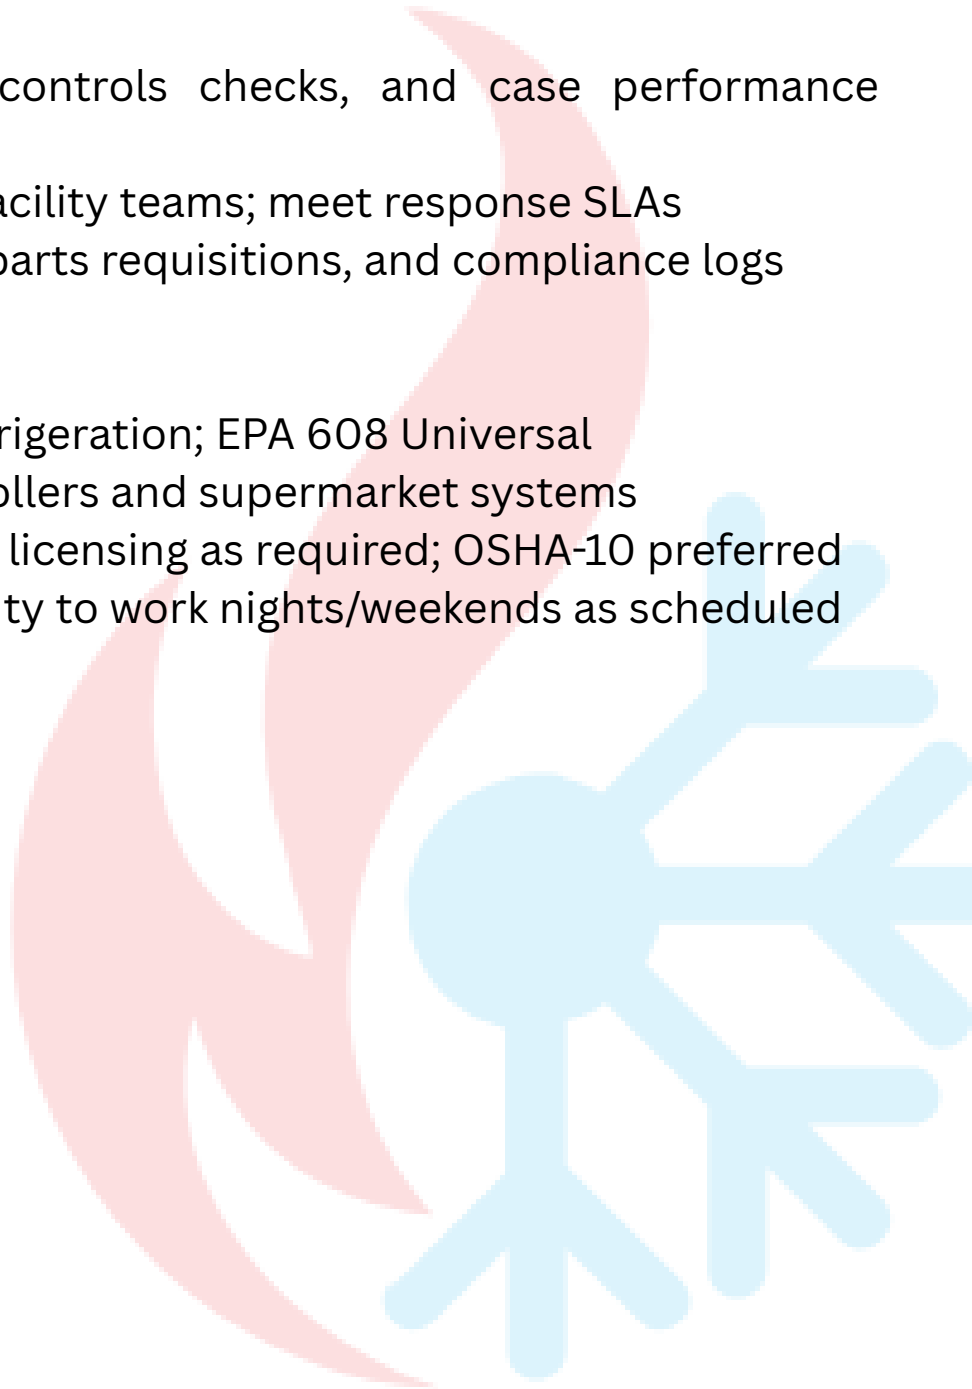 controls checks, and case performance
acility teams; meet response SLAs
parts requisitions, and compliance logs
rigeration; EPA 608 Universal
ollers and supermarket systems
licensing as required; OSHA-10 preferred
ty to work nights/weekends as scheduled